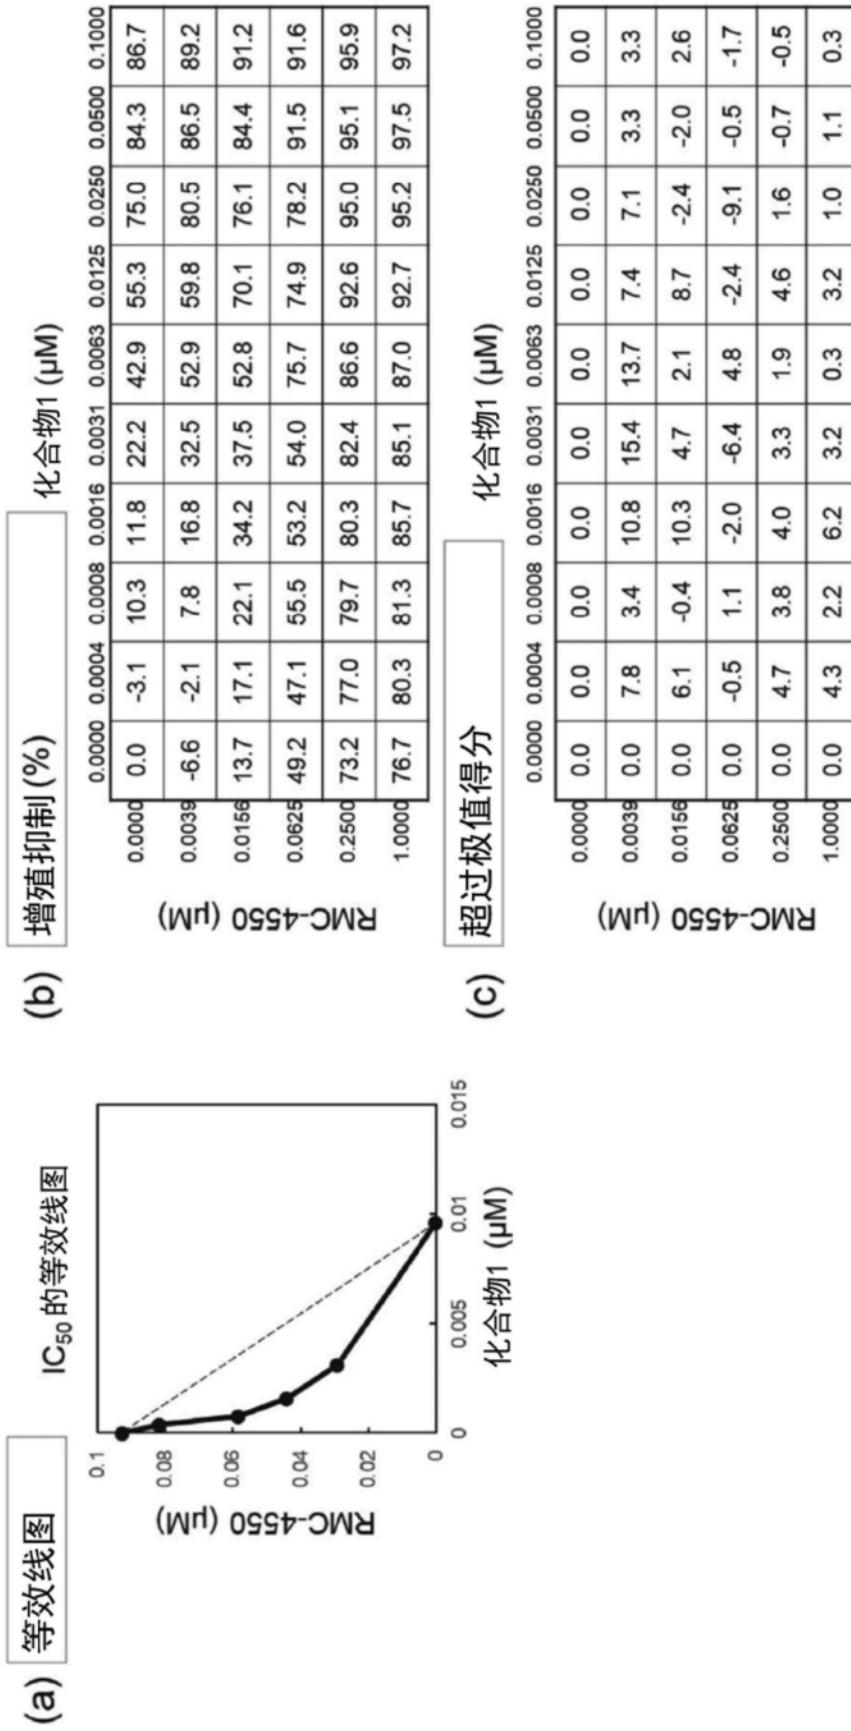 (a) 等效线图
IC50 的等效线图
RMC-4550 (μM)
0.1
0.08
0.06
0.04
0.02
0
0 0.005 0.01 0.015
化合物1 (μM)
(b) 增殖抑制 (%)
化合物1 (μM)
0.0000 0.0004 0.0008 0.0016 0.0031 0.0063 0.0125 0.0250 0.0500 0.1000
RMC-4550 (μM)
0.0000 0.0 -3.1 10.3 11.8 22.2 42.9 55.3 75.0 84.3 86.7
0.0039 -6.6 -2.1 7.8 16.8 32.5 52.9 59.8 80.5 86.5 89.2
0.0156 13.7 17.1 22.1 34.2 37.5 52.8 70.1 76.1 84.4 91.2
0.0625 49.2 47.1 55.5 53.2 54.0 75.7 74.9 78.2 91.5 91.6
0.2500 73.2 77.0 79.7 80.3 82.4 86.6 92.6 95.0 95.1 95.9
1.0000 76.7 80.3 81.3 85.7 85.1 87.0 92.7 95.2 97.5 97.2
(c) 超过极值得分
化合物1 (μM)
0.0000 0.0004 0.0008 0.0016 0.0031 0.0063 0.0125 0.0250 0.0500 0.1000
RMC-4550 (μM)
0.0000 0.0 0.0 0.0 0.0 0.0 0.0 0.0 0.0 0.0 0.0
0.0039 0.0 7.8 3.4 10.8 15.4 13.7 7.4 7.1 3.3 3.3
0.0156 0.0 6.1 -0.4 10.3 4.7 2.1 8.7 -2.4 -2.0 2.6
0.0625 0.0 -0.5 1.1 -2.0 -6.4 4.8 -2.4 -9.1 -0.5 -1.7
0.2500 0.0 4.7 3.8 4.0 3.3 1.9 4.6 1.6 -0.7 -0.5
1.0000 0.0 4.3 2.2 6.2 3.2 0.3 3.2 1.0 1.1 0.3